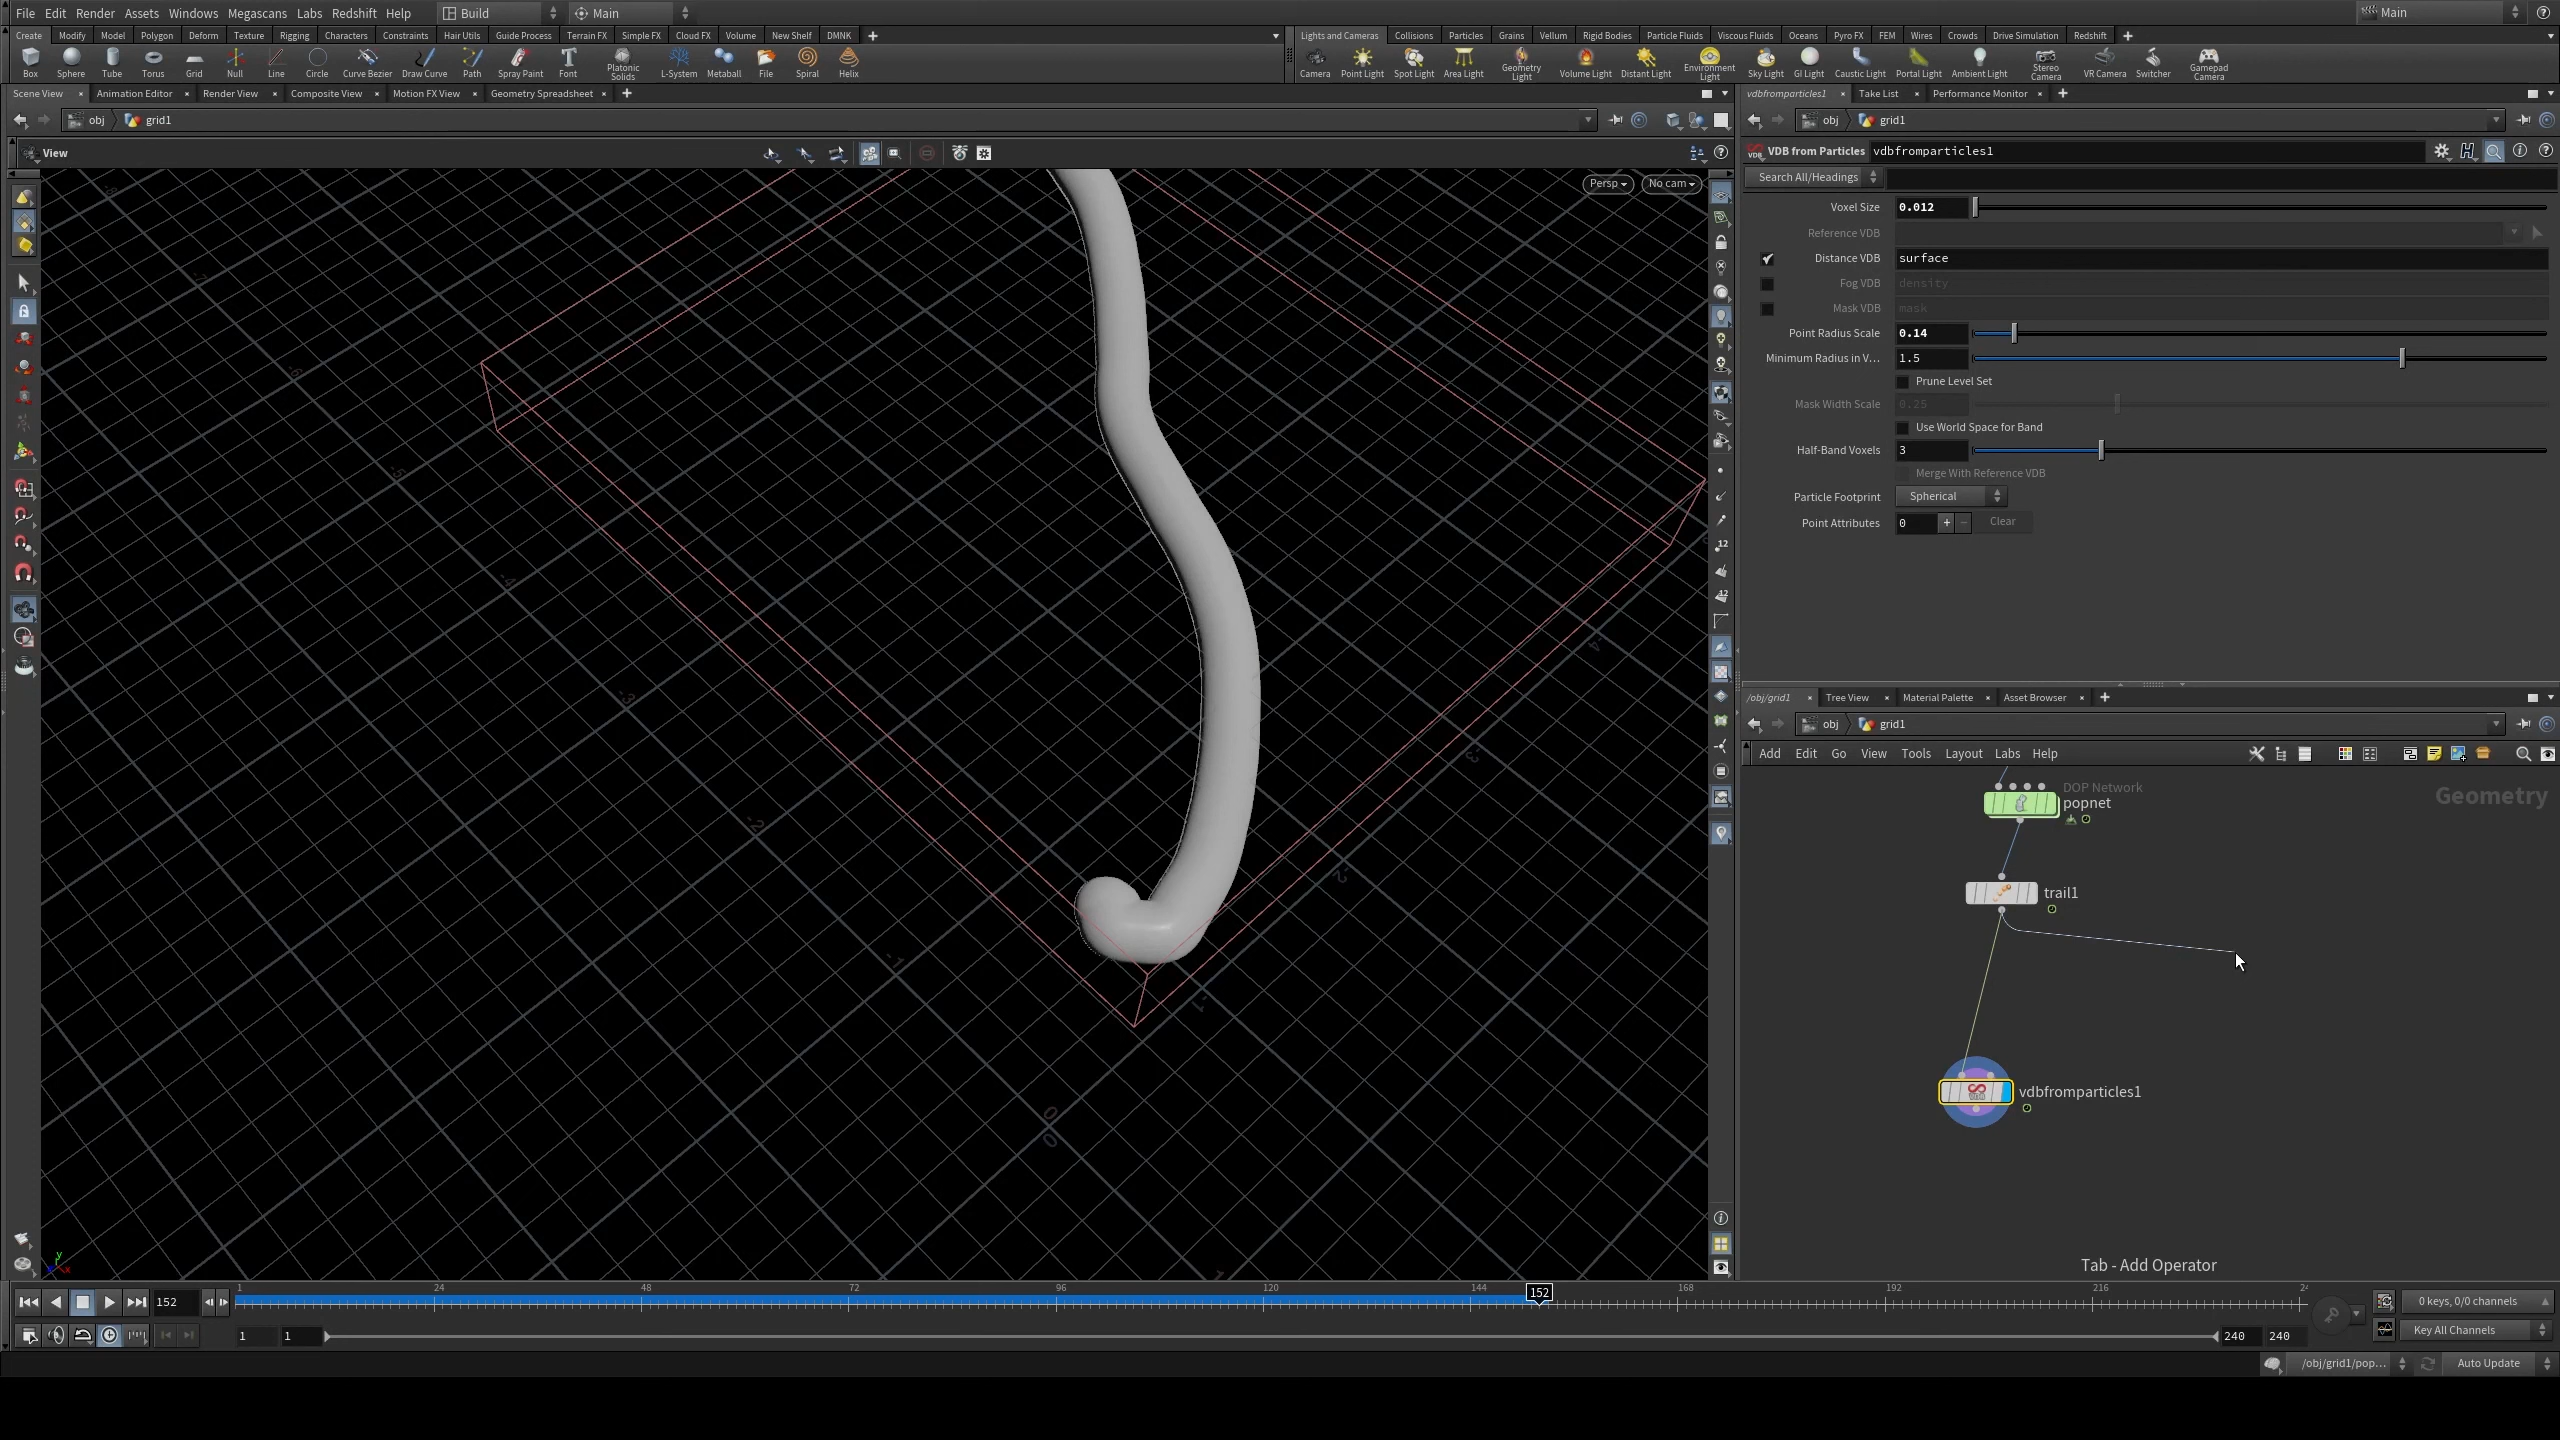 File Edit Render Assets Windows Megascans Labs Redshift Help Build Main Main
Create Modify Model Polygon Deform Texture Rigging Characters Constraints Hair Utils Guide Process Terrain FX Simple FX Cloud FX Volume New Shelf DMNK
Lights and Cameras Collisions Particles Grains Vellum Rigid Bodies Particle Fluids Viscous Fluids Oceans Pyro FX FEM Wires Crowds Drive Simulation Redshift
Box Sphere Tube Torus Grid Null Line Circle Curve Bezier Draw Curve Path Spray Paint Font Platonic Solids L-System Metaball File Spiral Helix
Camera Point Light Spot Light Area Light Geometry Light Volume Light Distant Light Environment Light Sky Light GI Light Caustic Light Portal Light Ambient Light Stereo Camera VR Camera Switcher Gamepad Camera
Scene View Animation Editor Render View Composite View Motion FX View Geometry Spreadsheet
vdbfromparticles1 Take List Performance Monitor
obj grid1
obj grid1
View
VDB from Particles vdbfromparticles1
Search All/Headings
Persp No cam
Voxel Size 0.012
Reference VDB
Distance VDB surface
Fog VDB density
Mask VDB mask
Point Radius Scale 0.14
Minimum Radius in V... 1.5
Prune Level Set
Mask Width Scale 0.25
Use World Space for Band
Half-Band Voxels 3
Merge With Reference VDB
Particle Footprint Spherical
Point Attributes 0 + − Clear
/obj/grid1 Tree View Material Palette Asset Browser
obj grid1
Add Edit Go View Tools Layout Labs Help
DOP Network
popnet
Geometry
trail1
vdbfromparticles1
Tab - Add Operator
152 1 24 48 72 96 120 144 152 168 192 216 24
0 keys, 0/0 channels
1 1 240 240
Key All Channels
/obj/grid1/pop... Auto Update